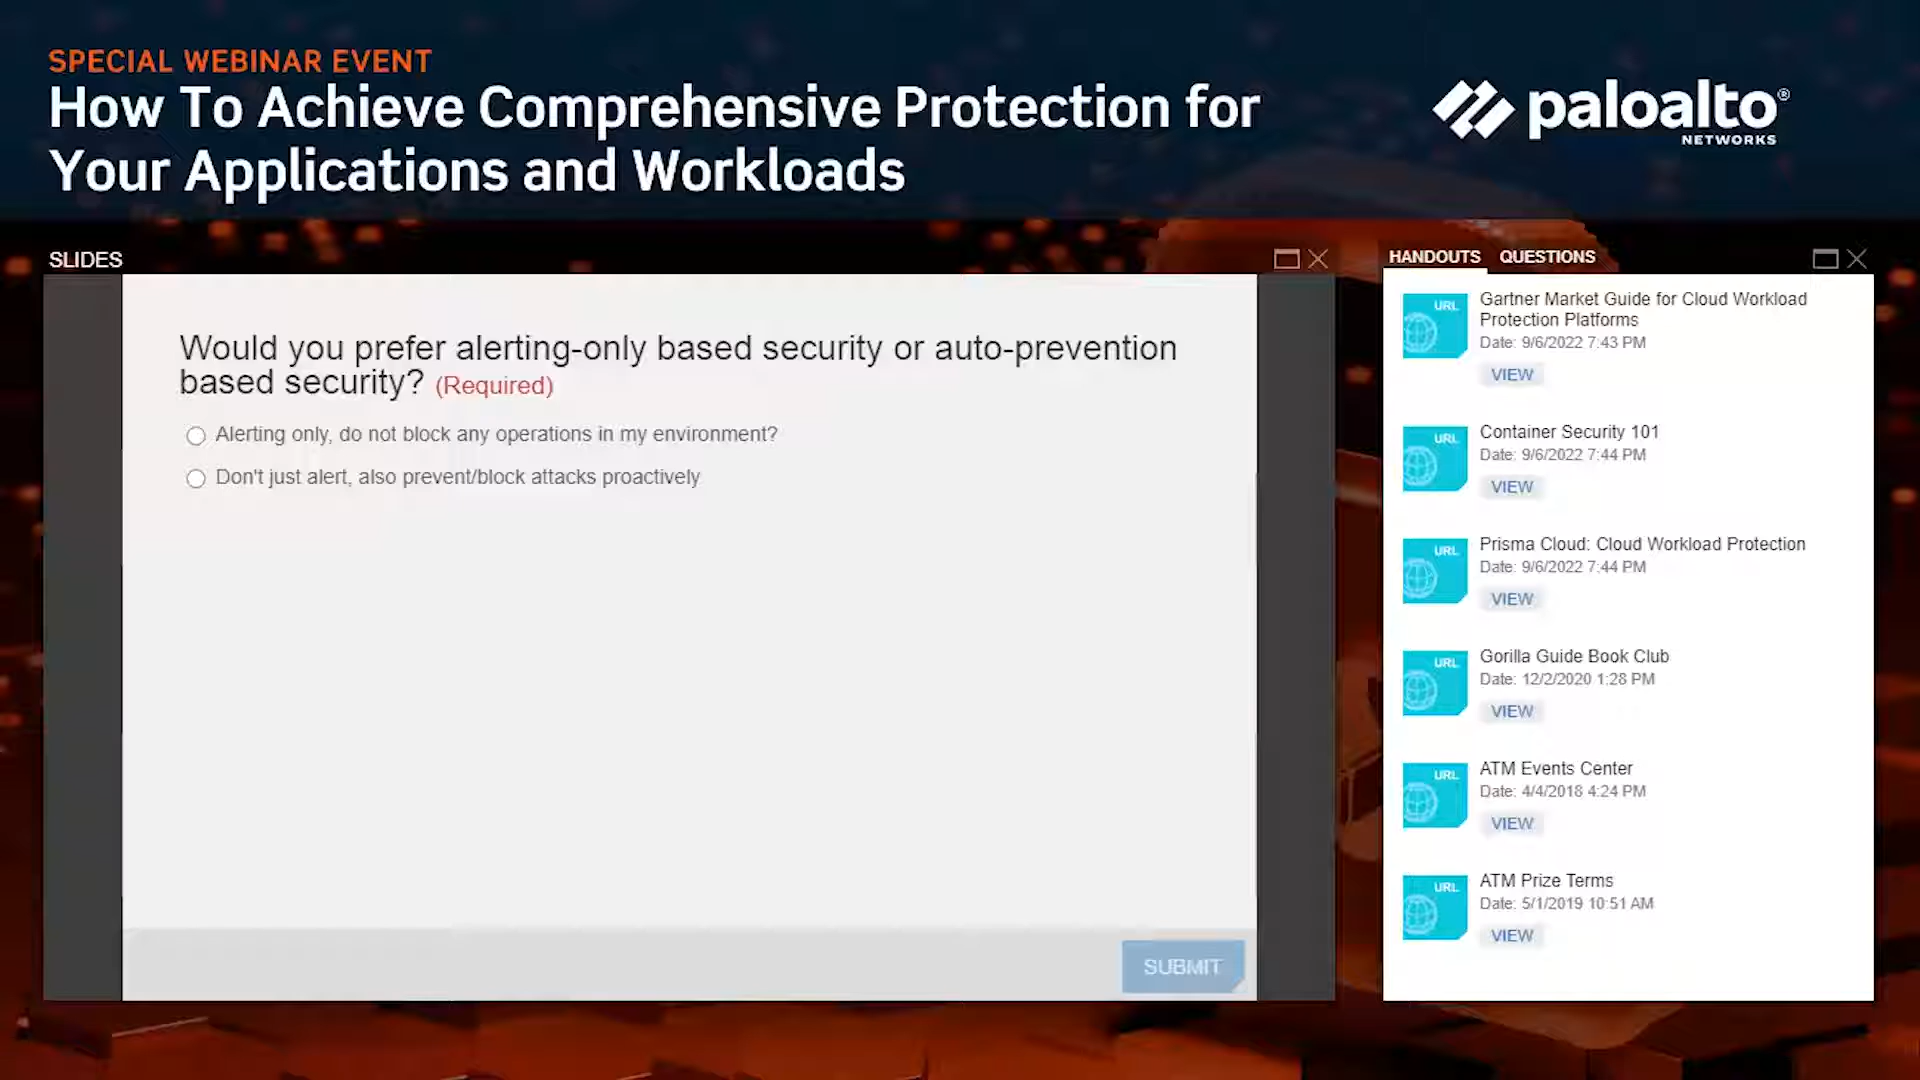 SPECIAL WEBINAR EVENT
How To Achieve Comprehensive Protection for
Your Applications and Workloads
paloalto®
NETWORKS
SLIDES
Would you prefer alerting-only based security or auto-prevention
based security? (Required)
Alerting only, do not block any operations in my environment?
Don't just alert, also prevent/block attacks proactively
SUBMIT
HANDOUTS QUESTIONS
URL
Gartner Market Guide for Cloud Workload
Protection Platforms
Date: 9/6/2022 7:43 PM
VIEW
URL
Container Security 101
Date: 9/6/2022 7:44 PM
VIEW
URL
Prisma Cloud: Cloud Workload Protection
Date: 9/6/2022 7:44 PM
VIEW
URL
Gorilla Guide Book Club
Date: 12/2/2020 1:28 PM
VIEW
URL
ATM Events Center
Date: 4/4/2018 4:24 PM
VIEW
URL
ATM Prize Terms
Date: 5/1/2019 10:51 AM
VIEW